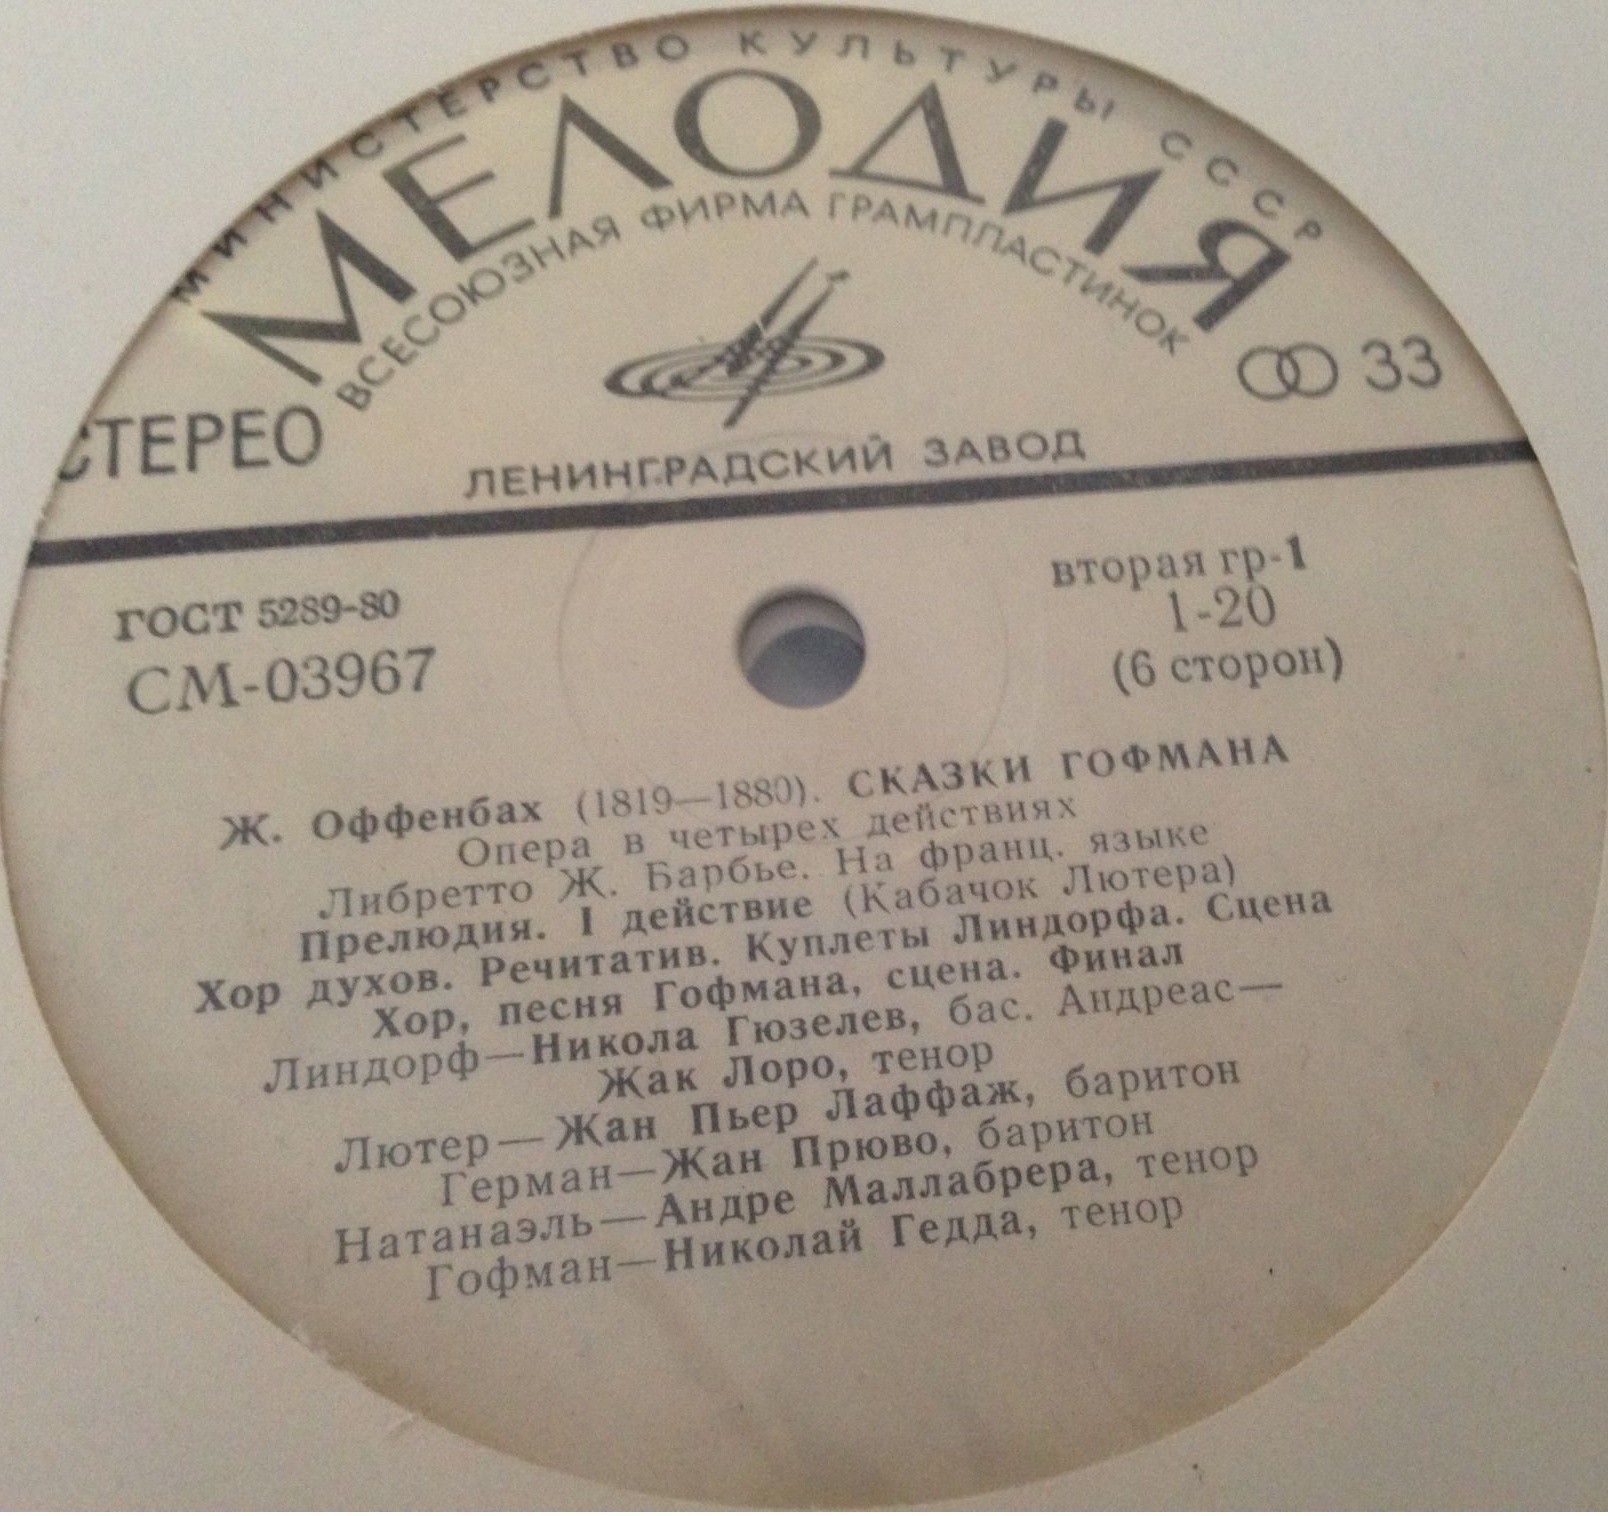 МИНИСТЕРСТВО КУЛЬТУРЫ СССР
МЕЛОДИЯ
ВСЕСОЮЗНАЯ ФИРМА ГРАМПЛАСТИНОК
СТЕРЕО
33
ЛЕНИНГРАДСКИЙ ЗАВОД
ГОСТ 5289-80
СМ-03967
вторая гр-1
1-20
(6 сторон)
Ж. Оффенбах (1819—1880). СКАЗКИ ГОФМАНА
Опера в четырех действиях
Либретто Ж. Барбье. На франц. языке
Прелюдия. I действие (Кабачок Лютера)
Хор духов. Речитатив. Куплеты Линдорфа. Сцена
Хор, песня Гофмана, сцена. Финал
Линдорф—Никола Гюзелев, бас. Андреас—
Жак Лоро, тенор
Лютер—Жан Пьер Лаффаж, баритон
Герман—Жан Прюво, баритон
Натанаэль—Андре Маллабрера, тенор
Гофман—Николай Гедда, тенор